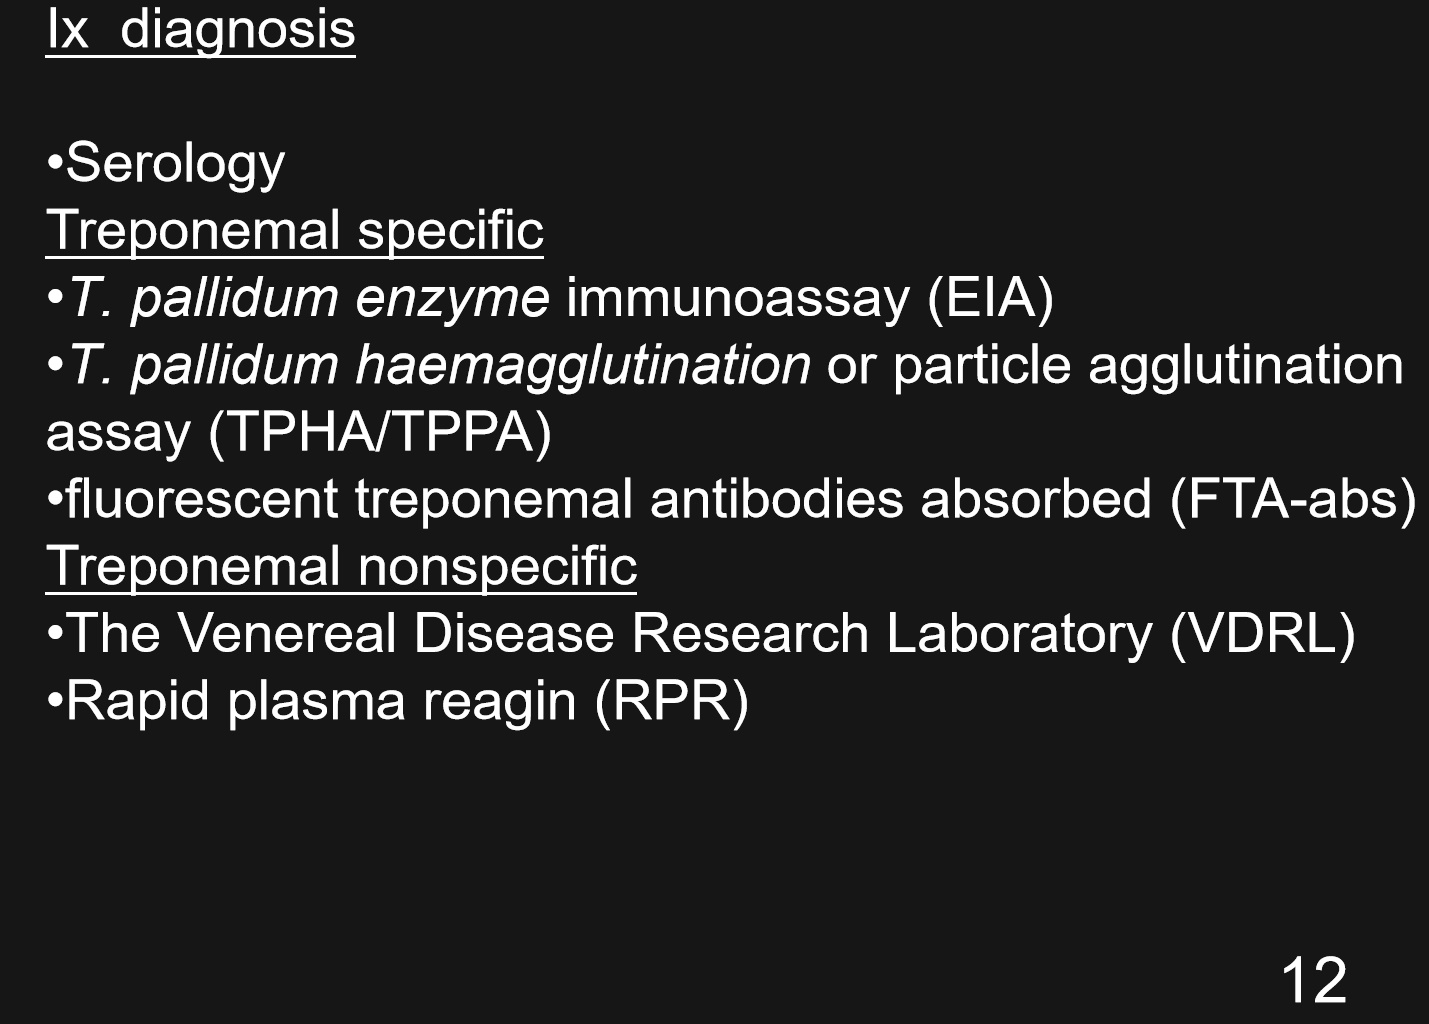 Ix  diagnosis
•Serology
Treponemal specific
•T. pallidum enzyme immunoassay (EIA)
•T. pallidum haemagglutination or particle agglutination
assay (TPHA/TPPA)
•fluorescent treponemal antibodies absorbed (FTA-abs)
Treponemal nonspecific
•The Venereal Disease Research Laboratory (VDRL)
•Rapid plasma reagin (RPR)
12